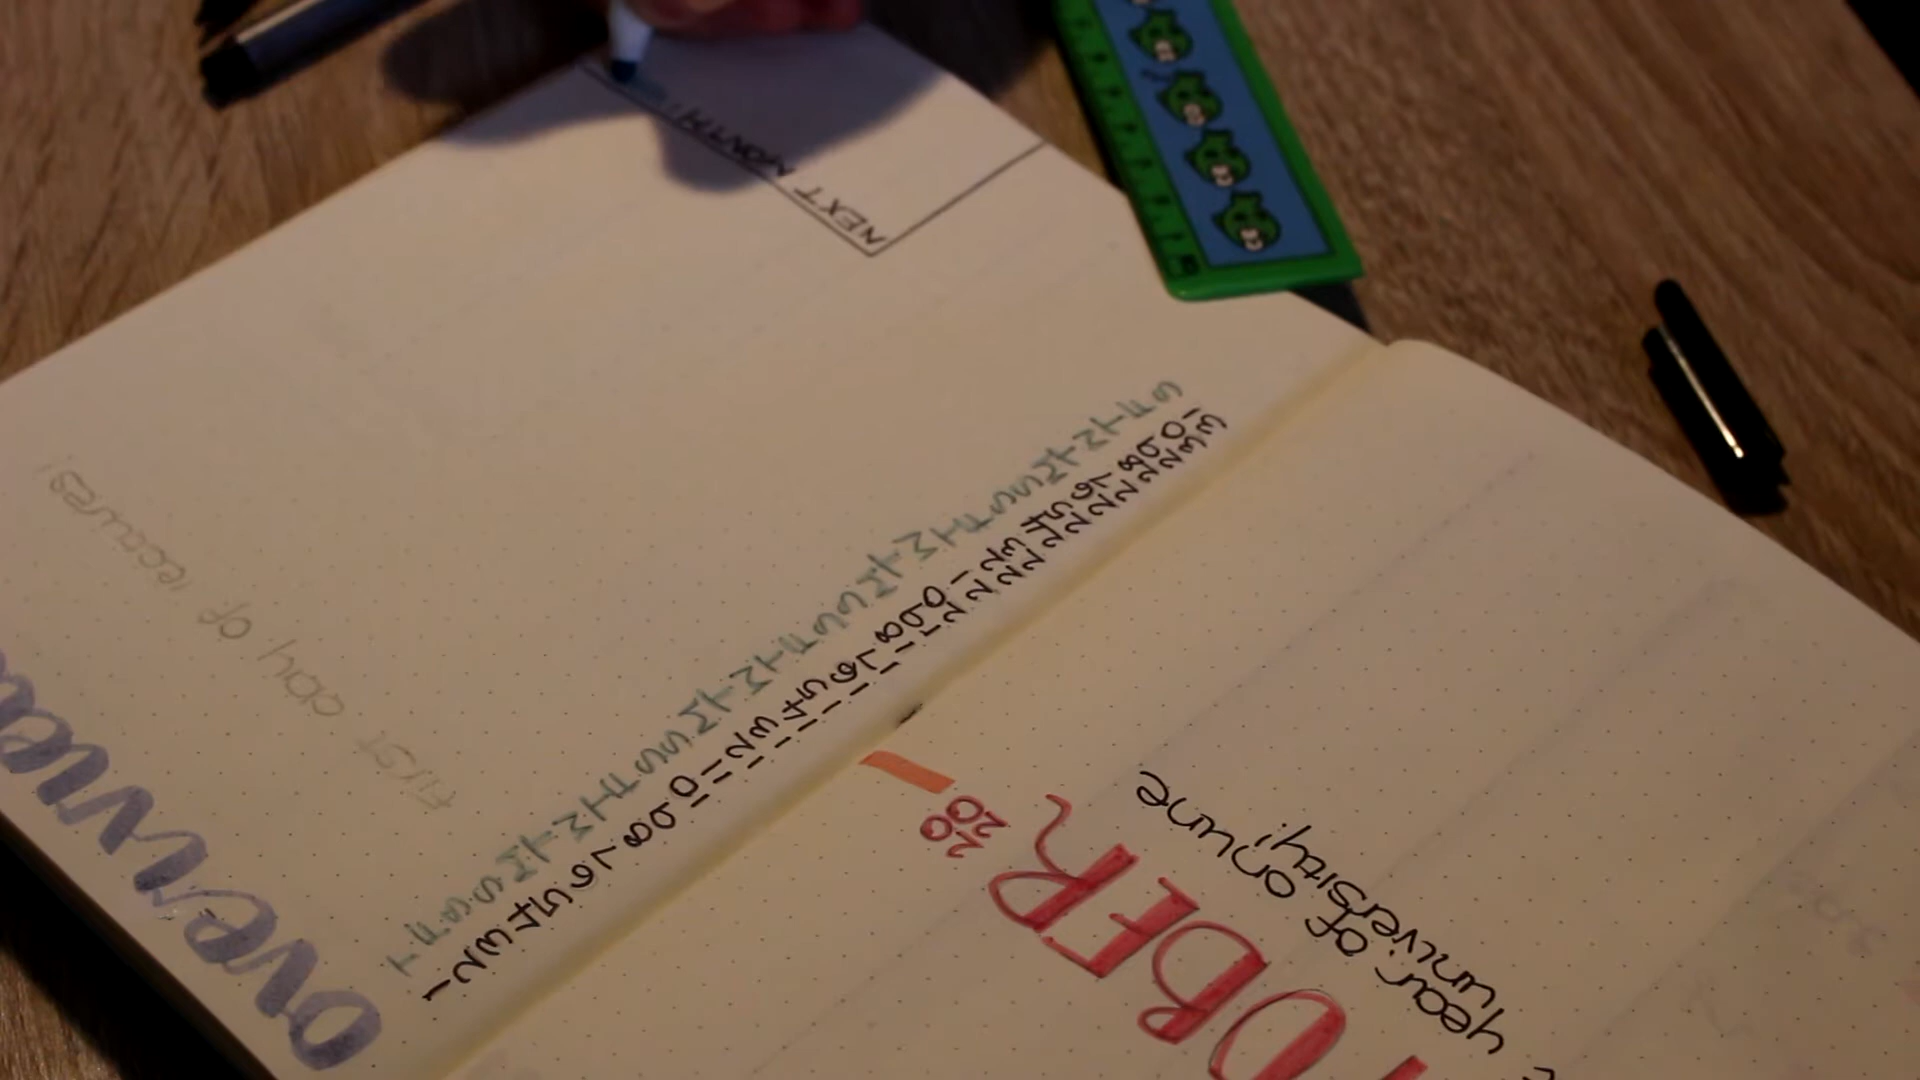 overview
first day of lectures!
1 T
2 F
3 S
4 S
5 M
6 T
7 W
8 T
9 F
10 S
11 S
12 M
13 T
14 W
15 T
16 F
17 S
18 S
19 M
20 T
21 W
22 T
23 F
24 S
25 S
26 M
27 T
28 W
29 T
30 F
31 S
NEXT MONTH!
TOBER 2020
year of online
university!